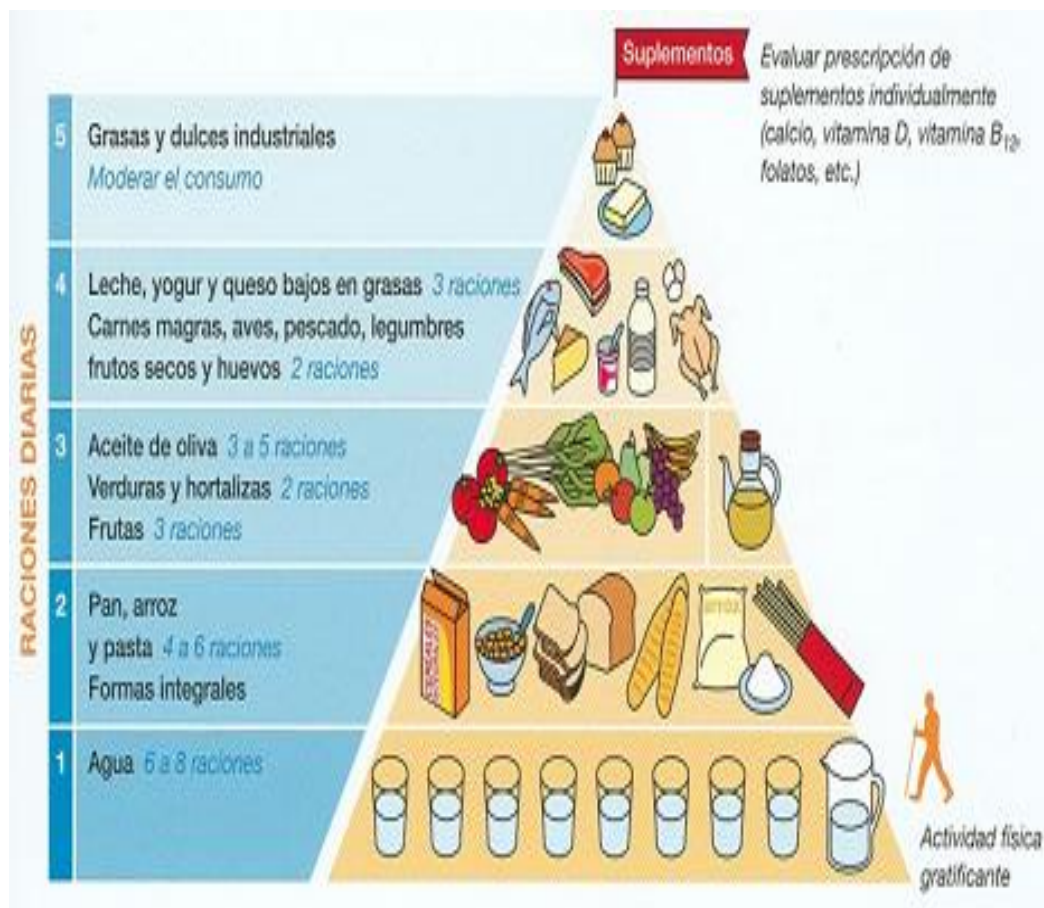 Suplementos
Evaluar prescripción de
suplementos individualmente
(calcio, vitamina D, vitamina B12,
folatos, etc.)
RACIONES DIARIAS
5
Grasas y dulces industriales
Moderar el consumo
4
Leche, yogur y queso bajos en grasas 3 raciones
Carnes magras, aves, pescado, legumbres
frutos secos y huevos 2 raciones
3
Aceite de oliva 3 a 5 raciones
Verduras y hortalizas 2 raciones
Frutas 3 raciones
2
Pan, arroz
y pasta 4 a 6 raciones
Formas integrales
CEREALES
arroz
1
Agua 6 a 8 raciones
Actividad física
gratificante